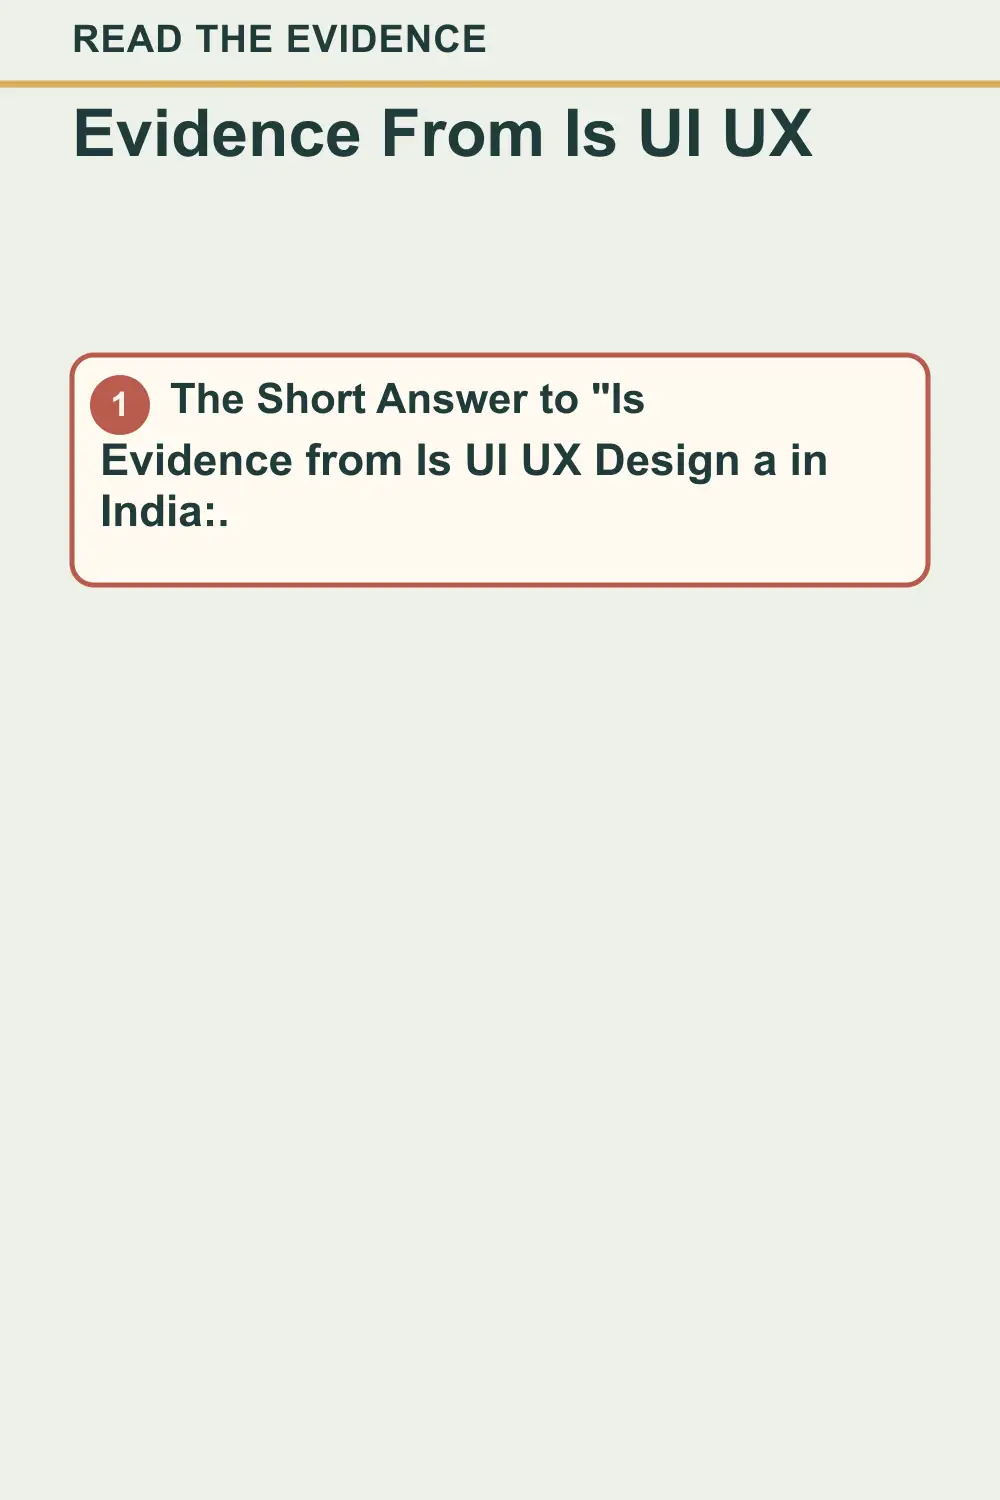 READ THE EVIDENCE
Evidence From Is UI UX
1 The Short Answer to "Is
Evidence from Is UI UX Design a in
India:.